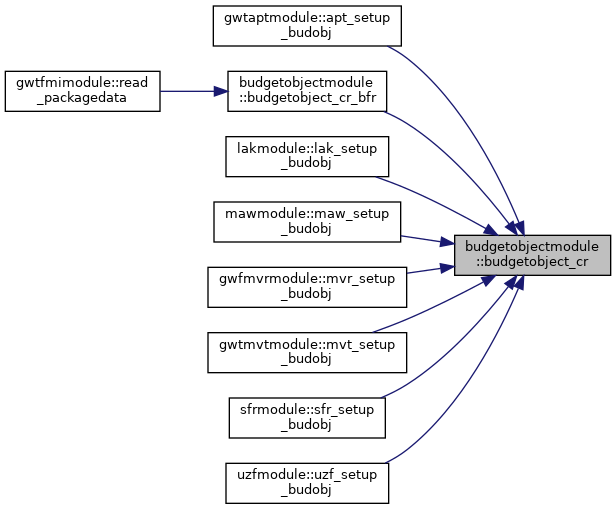 gwtaptmodule::apt_setup
_budobj
gwtfmimodule::read
_packagedata
budgetobjectmodule
::budgetobject_cr_bfr
lakmodule::lak_setup
_budobj
mawmodule::maw_setup
_budobj
budgetobjectmodule
::budgetobject_cr
gwfmvrmodule::mvr_setup
_budobj
gwtmvtmodule::mvt_setup
_budobj
sfrmodule::sfr_setup
_budobj
uzfmodule::uzf_setup
_budobj